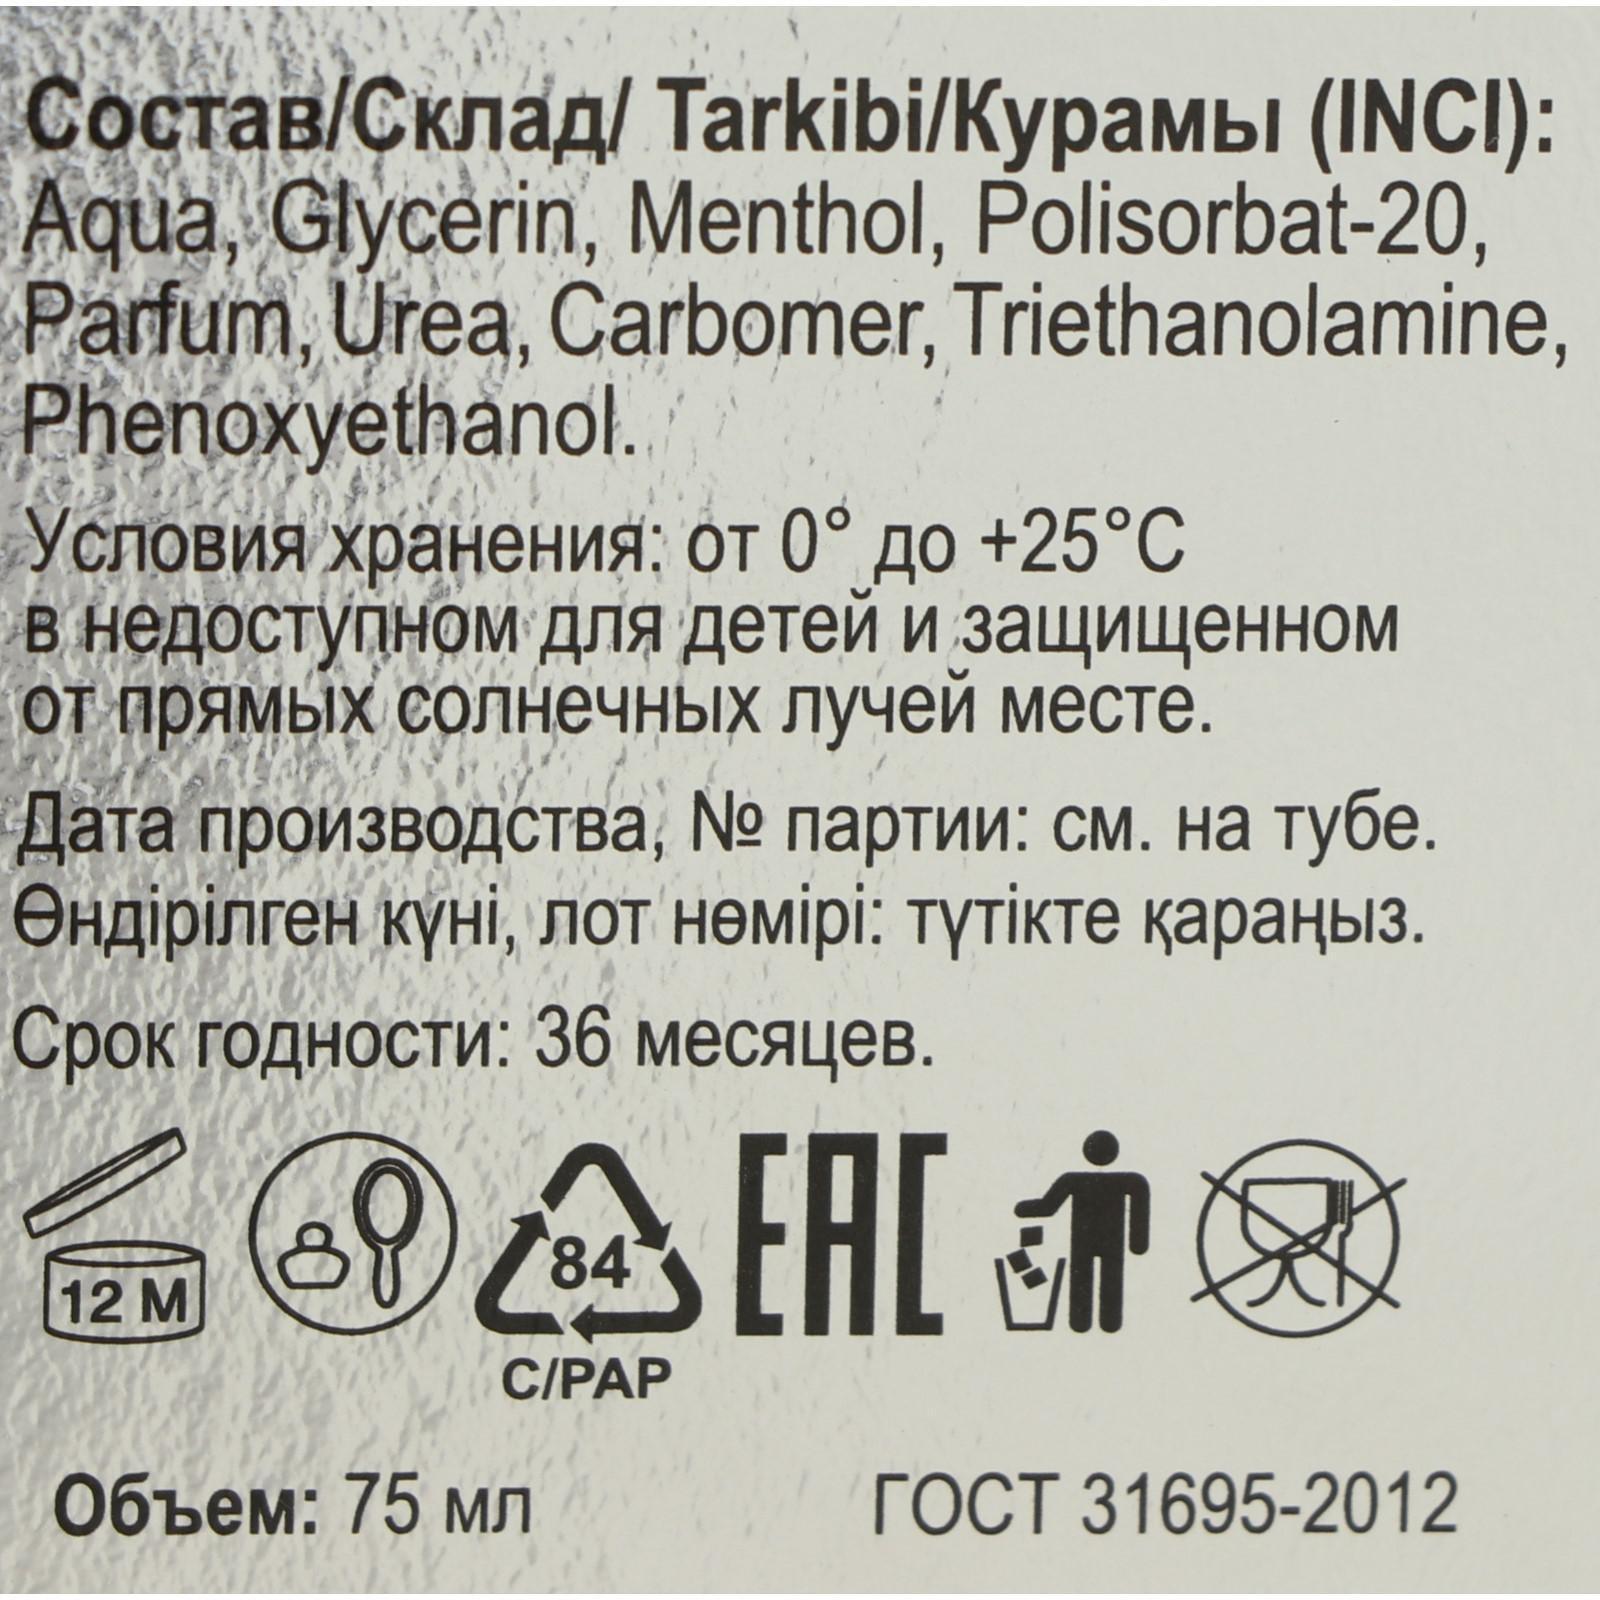 Состав/Склад/ Tarkibi/Курамы (INCI):
Aqua, Glycerin, Menthol, Polisorbat-20,
Parfum, Urea, Carbomer, Triethanolamine,
Phenoxyethanol.
Условия хранения: от 0° до +25°C
в недоступном для детей и защищенном
от прямых солнечных лучей месте.
Дата производства, № партии: см. на тубе.
Өндірілген күні, лот нөмірі: түтікте қараңыз.
Срок годности: 36 месяцев.
12 M
84
EAC
C/PAP
Объем: 75 мл
ГОСТ 31695-2012